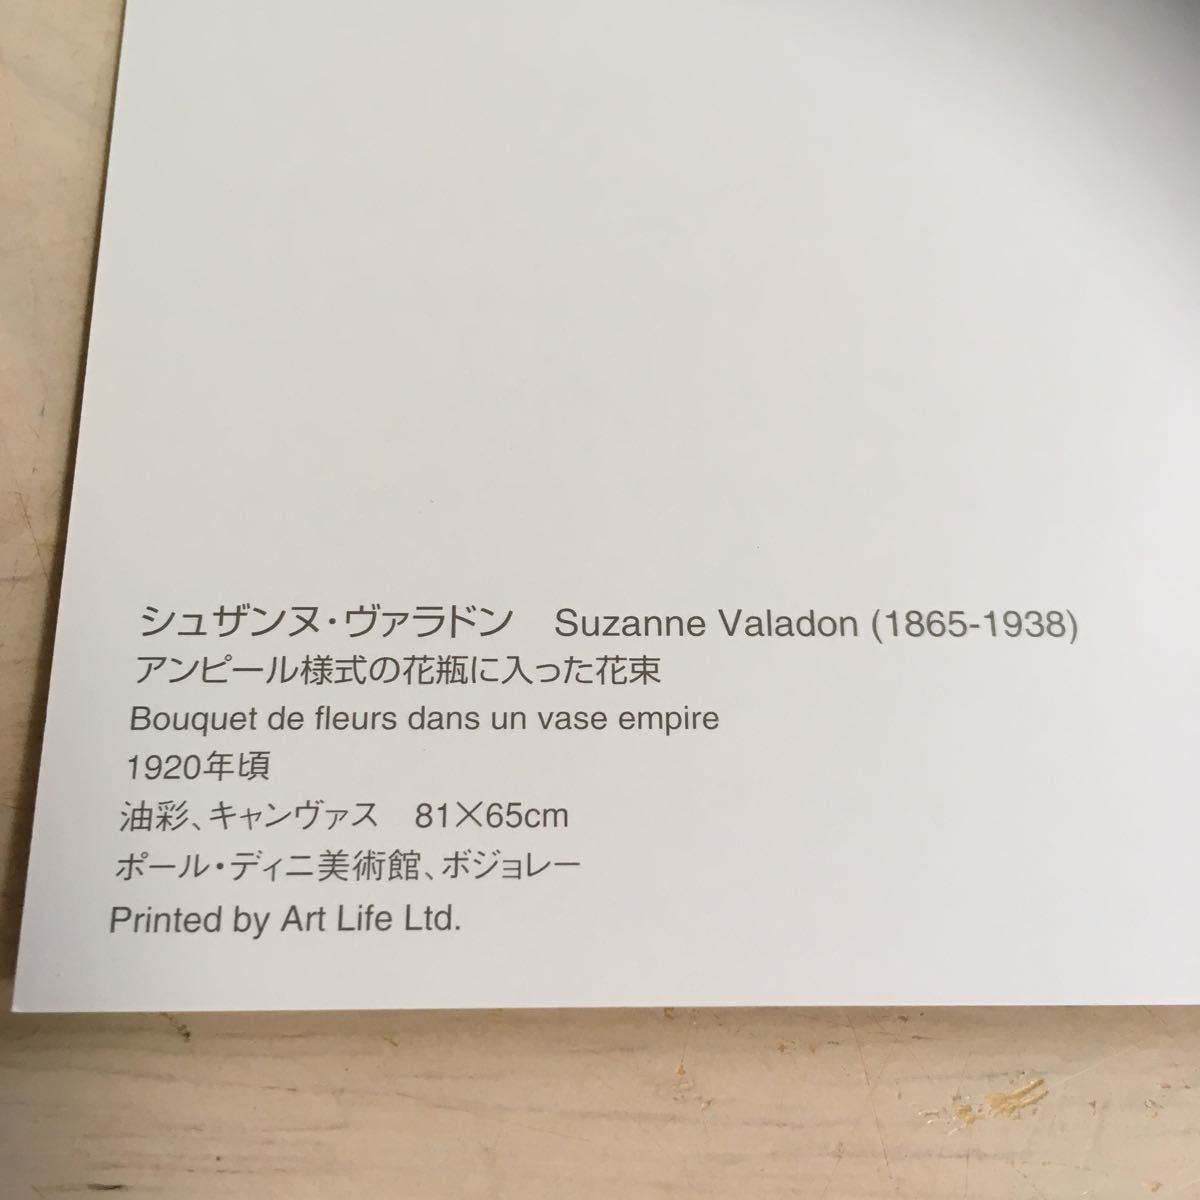 シュザンヌ・ヴァラドン　Suzanne Valadon (1865-1938)
アンピール様式の花瓶に入った花束
Bouquet de fleurs dans un vase empire
1920年頃
油彩、キャンヴァス　81×65cm
ポール・ディニ美術館、ボジョレー
Printed by Art Life Ltd.